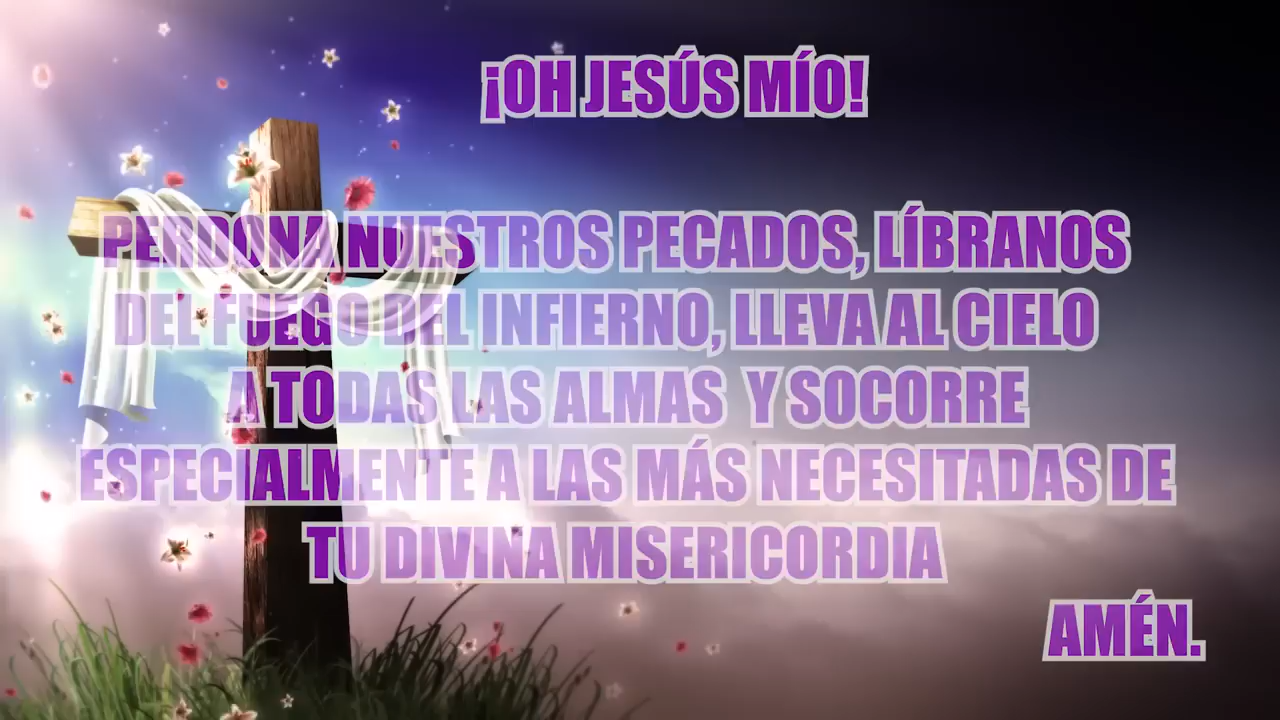 ¡OH JESÚS MÍO!
PERDONA NUESTROS PECADOS, LÍBRANOS
DEL FUEGO DEL INFIERNO, LLEVA AL CIELO
A TODAS LAS ALMAS Y SOCORRE
ESPECIALMENTE A LAS MÁS NECESITADAS DE
TU DIVINA MISERICORDIA
AMÉN.